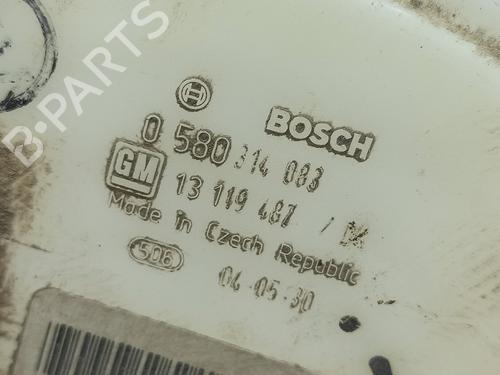 B-PARTS
BOSCH
0 580 314 083
GM
13 119 487 / DK
Made in Czech Republic
506 04-05-30